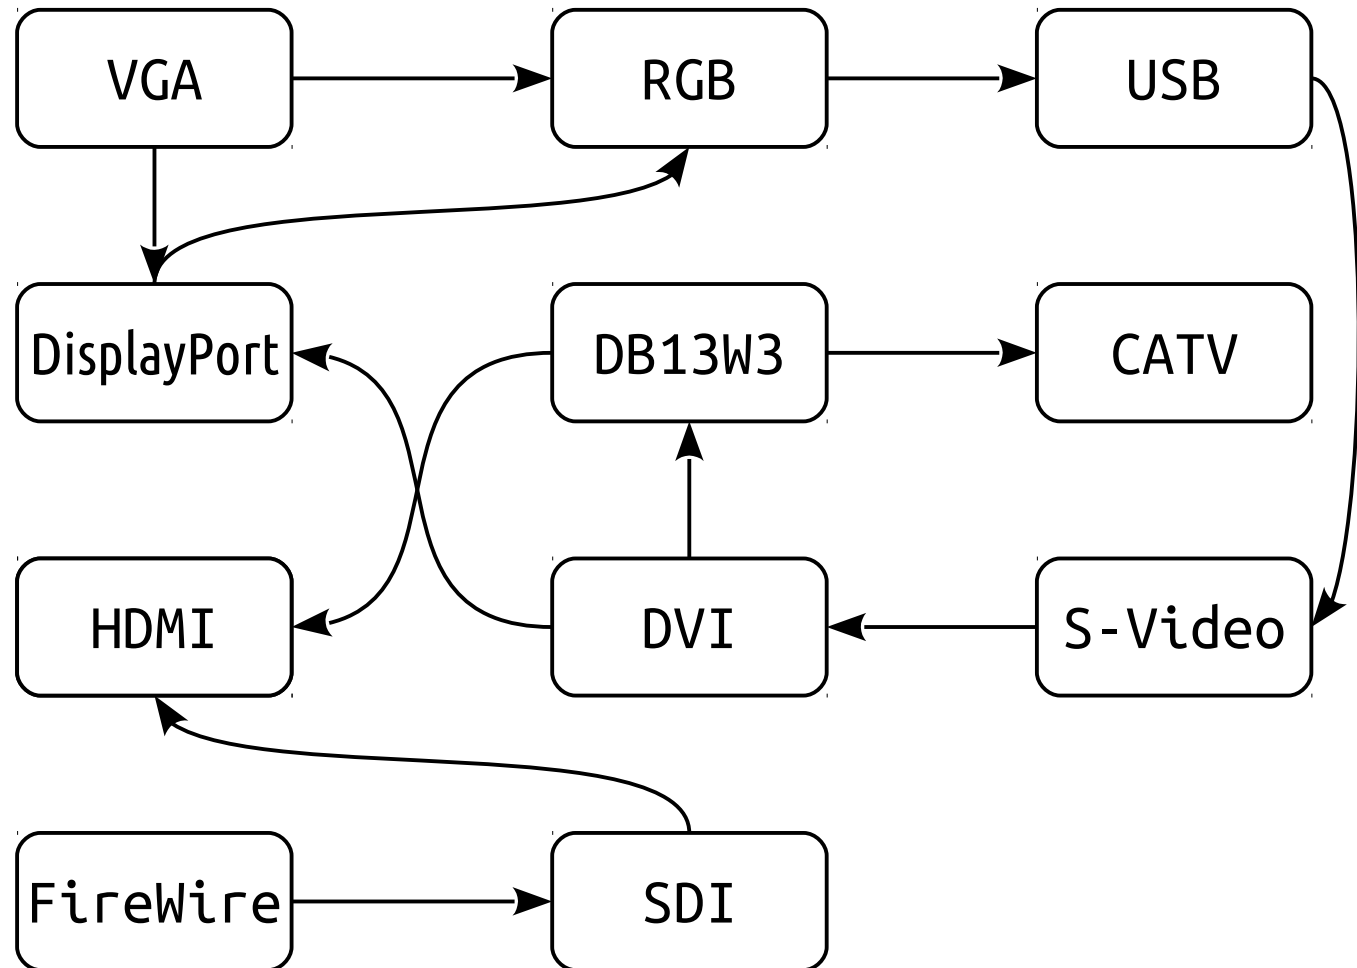 VGA
RGB
USB
DisplayPort
DB13W3
CATV
HDMI
DVI
S-Video
FireWire
SDI